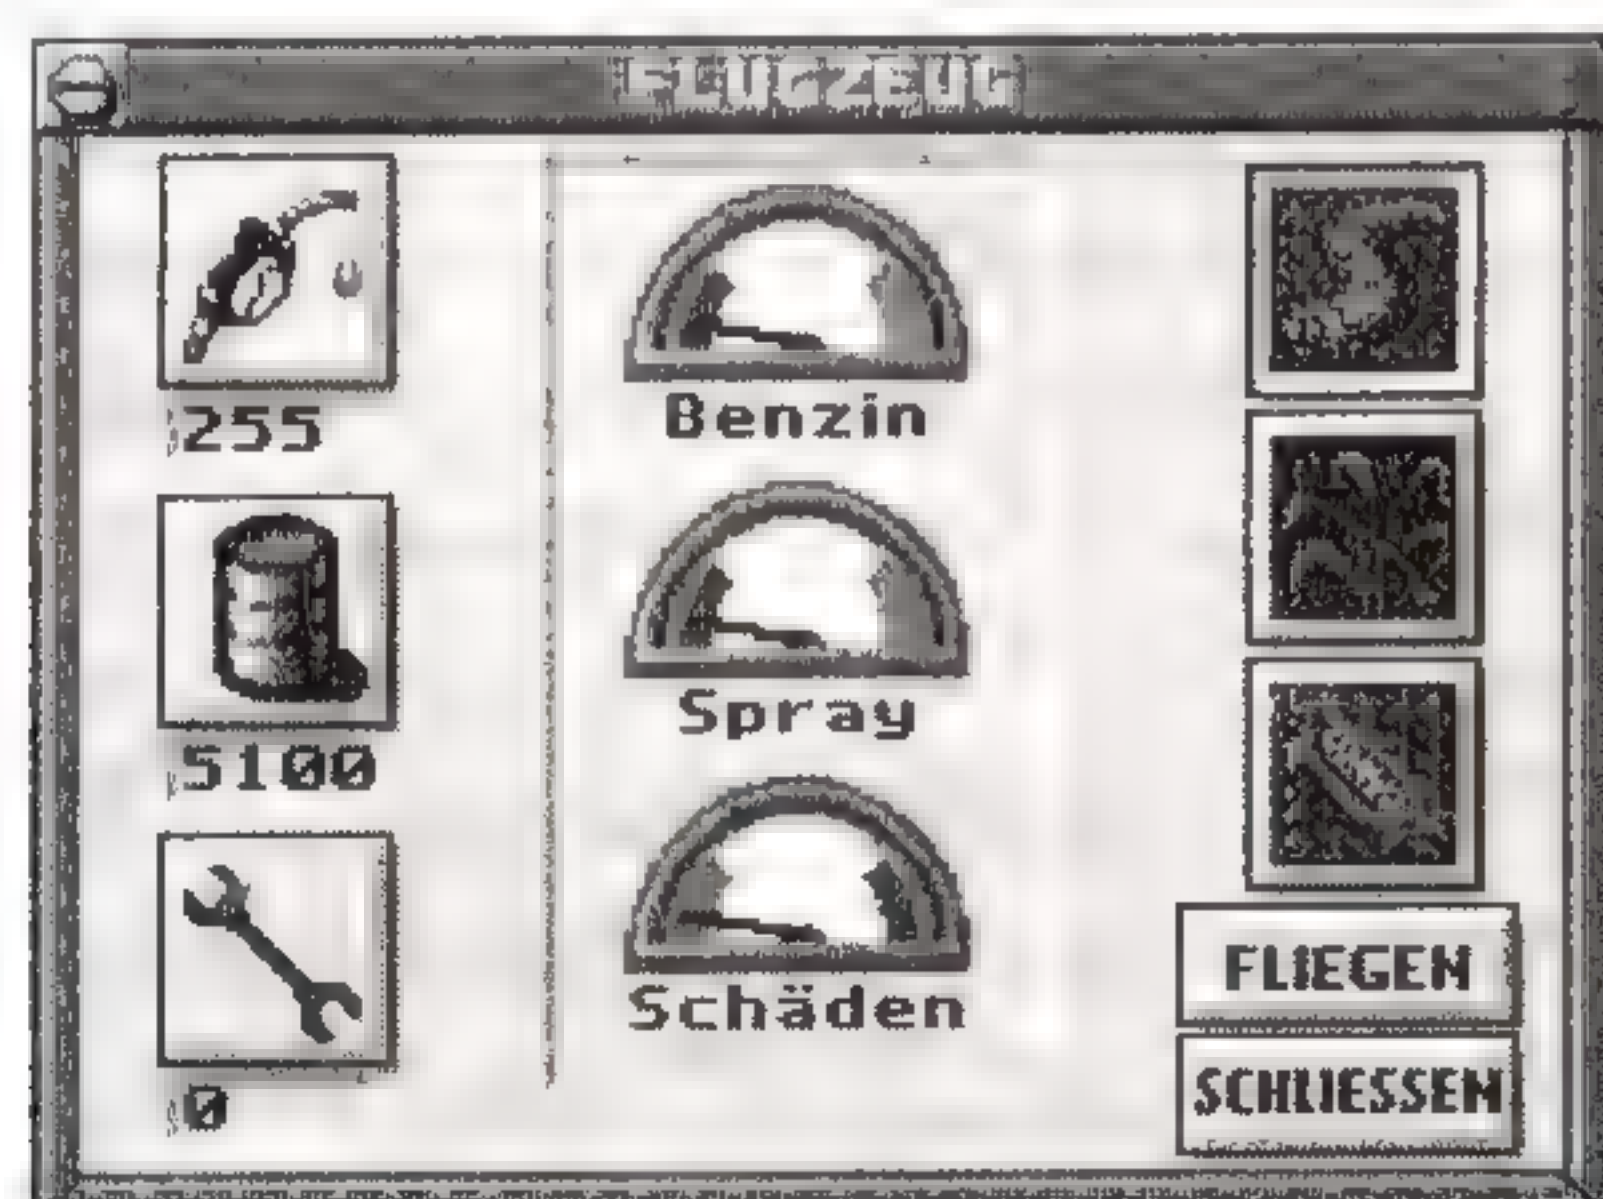 FLUGZEUG
255
Benzin
5100
Spray
0
Schäden
FLIEGEN
SCHLIESSEN